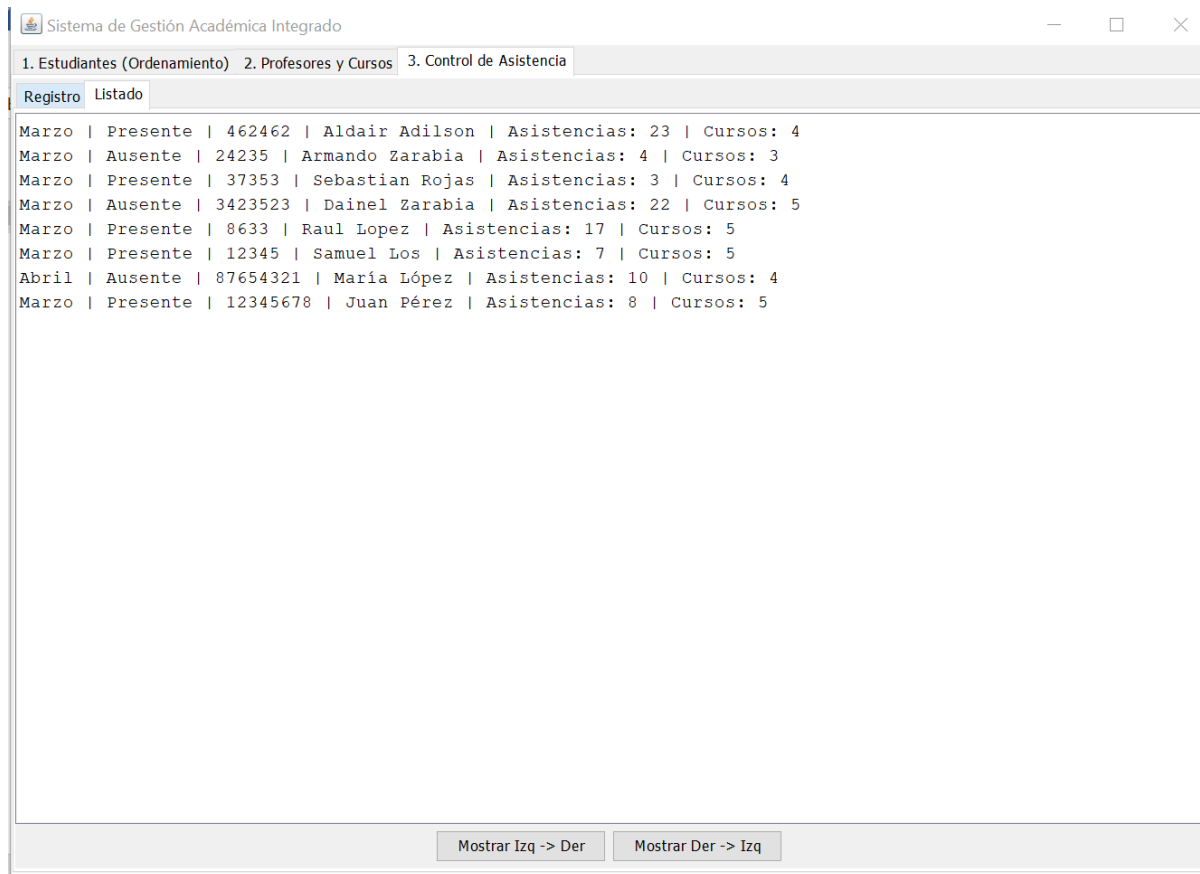 Sistema de Gestión Académica Integrado
1. Estudiantes (Ordenamiento) 2. Profesores y Cursos 3. Control de Asistencia
Registro Listado
Marzo | Presente | 462462 | Aldair Adilson | Asistencias: 23 | Cursos: 4
Marzo | Ausente | 24235 | Armando Zarabia | Asistencias: 4 | Cursos: 3
Marzo | Presente | 37353 | Sebastian Rojas | Asistencias: 3 | Cursos: 4
Marzo | Ausente | 3423523 | Dainel Zarabia | Asistencias: 22 | Cursos: 5
Marzo | Presente | 8633 | Raul Lopez | Asistencias: 17 | Cursos: 5
Marzo | Presente | 12345 | Samuel Los | Asistencias: 7 | Cursos: 5
Abril | Ausente | 87654321 | María López | Asistencias: 10 | Cursos: 4
Marzo | Presente | 12345678 | Juan Pérez | Asistencias: 8 | Cursos: 5
Mostrar Izq -> Der Mostrar Der -> Izq